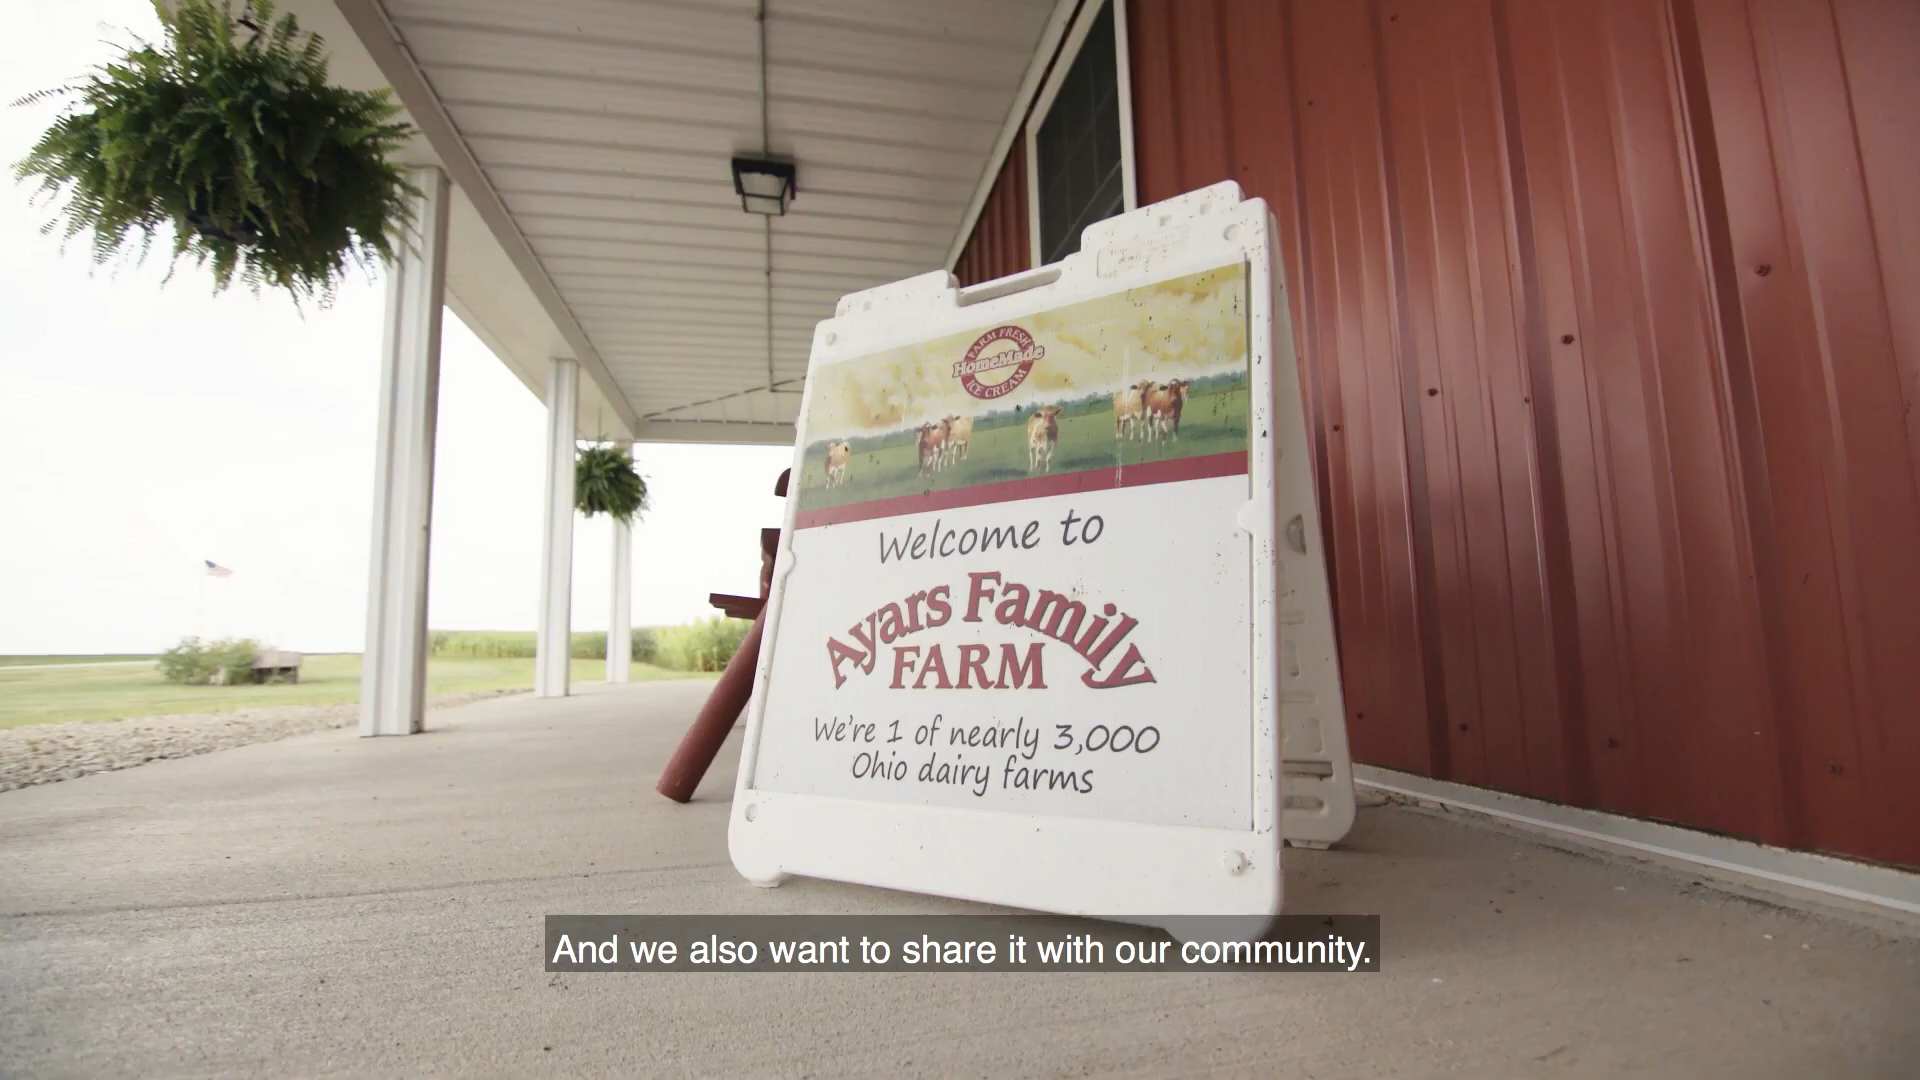 FARM FRESH
HomeMade
ICE CREAM
Welcome to
Ayars Family
FARM
We're 1 of nearly 3,000
Ohio dairy farms
And we also want to share it with our community.